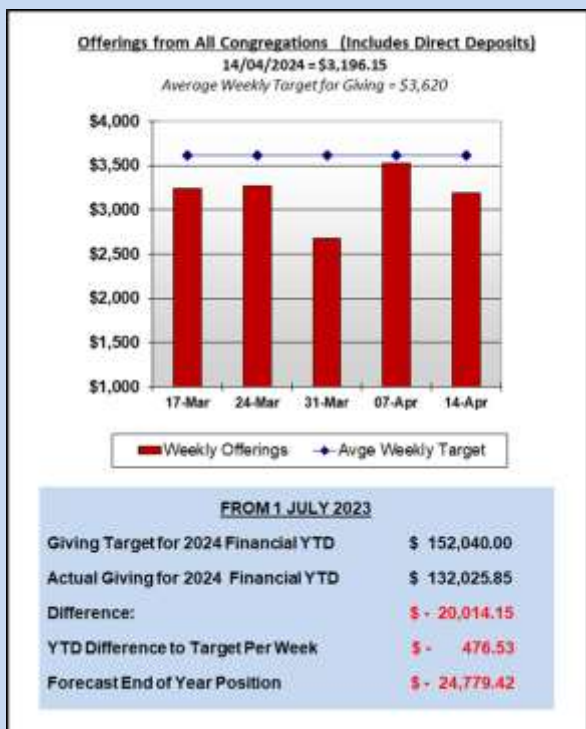 Offerings from All Congregations (Includes Direct Deposits)
14/04/2024 = $3,196.15
Average Weekly Target for Giving = $3,620
$4,000
$3,500
$3,000
$2,500
$2,000
$1,500
$1,000
17-Mar 24-Mar 31-Mar 07-Apr 14-Apr
Weekly Offerings Avge Weekly Target
FROM 1 JULY 2023
Giving Target for 2024 Financial YTD $ 152,040.00
Actual Giving for 2024 Financial YTD $ 132,025.85
Difference: $ - 20,014.15
YTD Difference to Target Per Week $ - 476.53
Forecast End of Year Position $ - 24,779.42